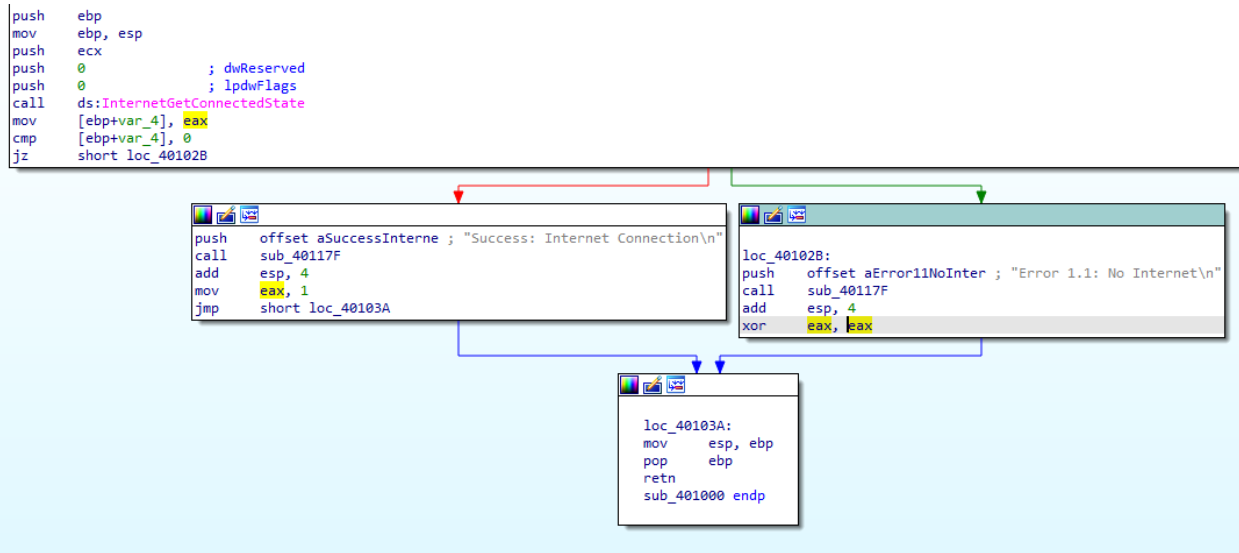 push ebp
mov ebp, esp
push ecx
push 0 ; dwReserved
push 0 ; lpdwFlags
call ds:InternetGetConnectedState
mov [ebp+var_4], eax
cmp [ebp+var_4], 0
jz short loc_40102B
push offset aSuccessInterne ; "Success: Internet Connection\n"
call sub_40117F
add esp, 4
mov eax, 1
jmp short loc_40103A
loc_40102B:
push offset aError11NoInter ; "Error 1.1: No Internet\n"
call sub_40117F
add esp, 4
xor eax, eax
loc_40103A:
mov esp, ebp
pop ebp
retn
sub_401000 endp